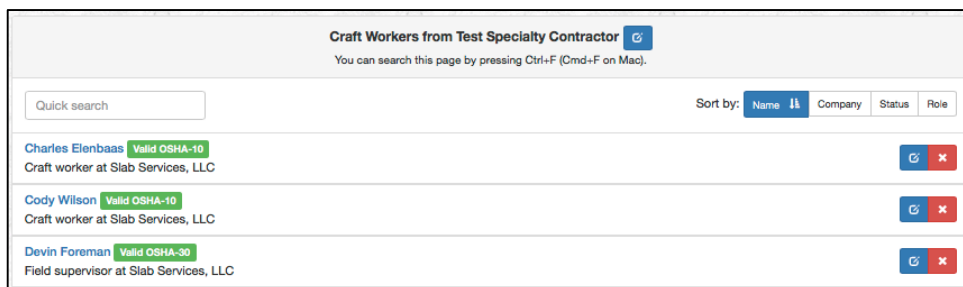 Craft Workers from Test Specialty Contractor
You can search this page by pressing Ctrl+F (Cmd+F on Mac).
Quick search
Sort by: Name Company Status Role
Charles Elenbaas Valid OSHA-10
Craft worker at Slab Services, LLC
Cody Wilson Valid OSHA-10
Craft worker at Slab Services, LLC
Devin Foreman Valid OSHA-30
Field supervisor at Slab Services, LLC